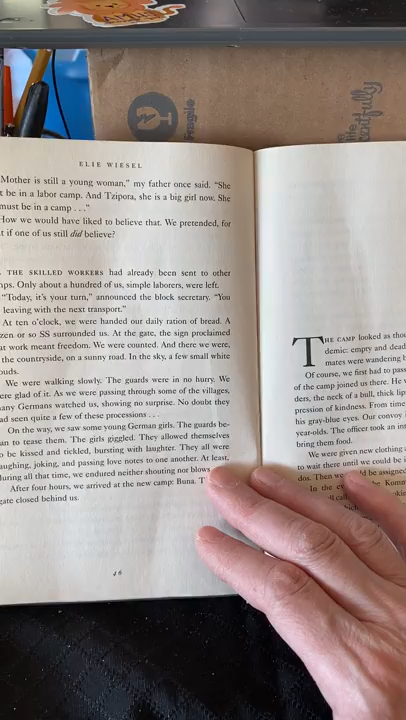 Fragile
ELIE WIESEL
Mother is still a young woman," my father once said. "She
be in a labor camp. And Tzipora, she is a big girl now. She
must be in a camp . . ."
How we would have liked to believe that. We pretended, for
if one of us still did believe?
THE SKILLED WORKERS had already been sent to other
Only about a hundred of us, simple laborers, were left.
"Today, it's your turn," announced the block secretary. "You
leaving with the next transport."
At ten o'clock, we were handed our daily ration of bread. A
zen or so SS surrounded us. At the gate, the sign proclaimed
at work meant freedom. We were counted. And there we were,
the countryside, on a sunny road. In the sky, a few small white
ouds.
We were walking slowly. The guards were in no hurry. We
ere glad of it. As we were passing through some of the villages,
any Germans watched us, showing no surprise. No doubt they
ad seen quite a few of these processions . . .
On the way, we saw some young German girls. The guards be-
an to tease them. The girls giggled. They allowed themselves
o be kissed and tickled, bursting with laughter. They all were
aughing, joking, and passing love notes to one another. At least,
during all that time, we endured neither shouting nor blows.
After four hours, we arrived at the new camp: Buna. T
gate closed behind us.
46
THE CAMP looked as thou
demic: empty and dead
mates were wandering b
Of course, we first had to pass
of the camp joined us there. He w
ders, the neck of a bull, thick lip
pression of kindness. From time
his gray-blue eyes. Our convoy i
year-olds. The officer took an in
bring them food.
We were given new clothing a
to wait there until we could be i
dos. Then we
be assigned
In the
the Kom